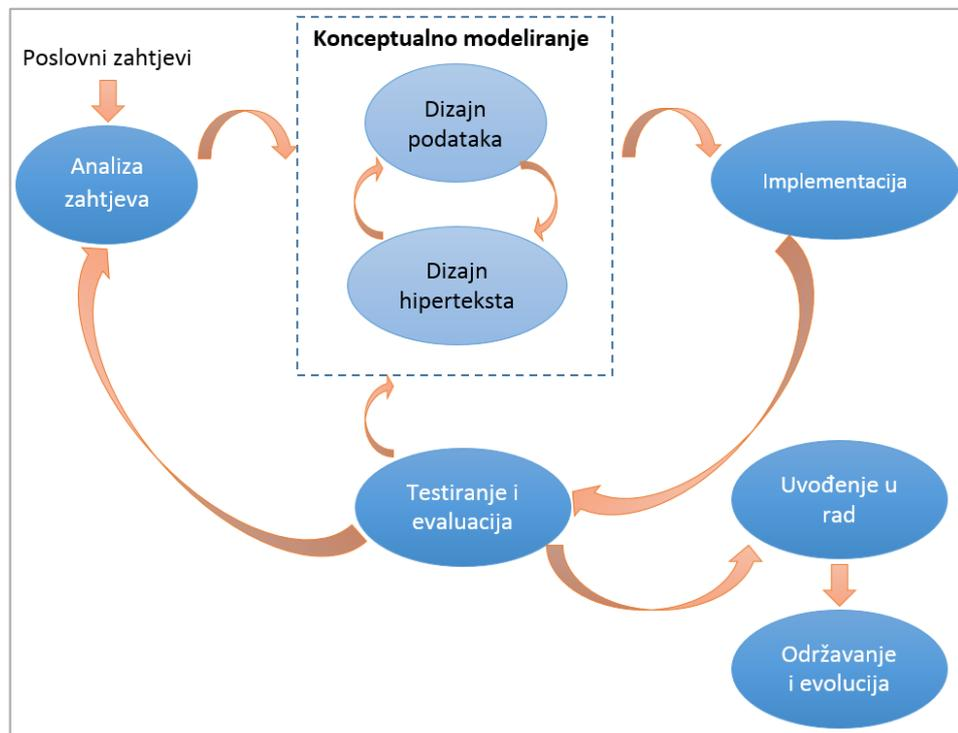 Konceptualno modeliranje
Poslovni zahtjevi
Dizajn
podataka
Analiza
zahtjeva
Implementacija
Dizajn
hiperteksta
Testiranje i
evaluacija
Uvođenje u
rad
Održavanje
i evolucija